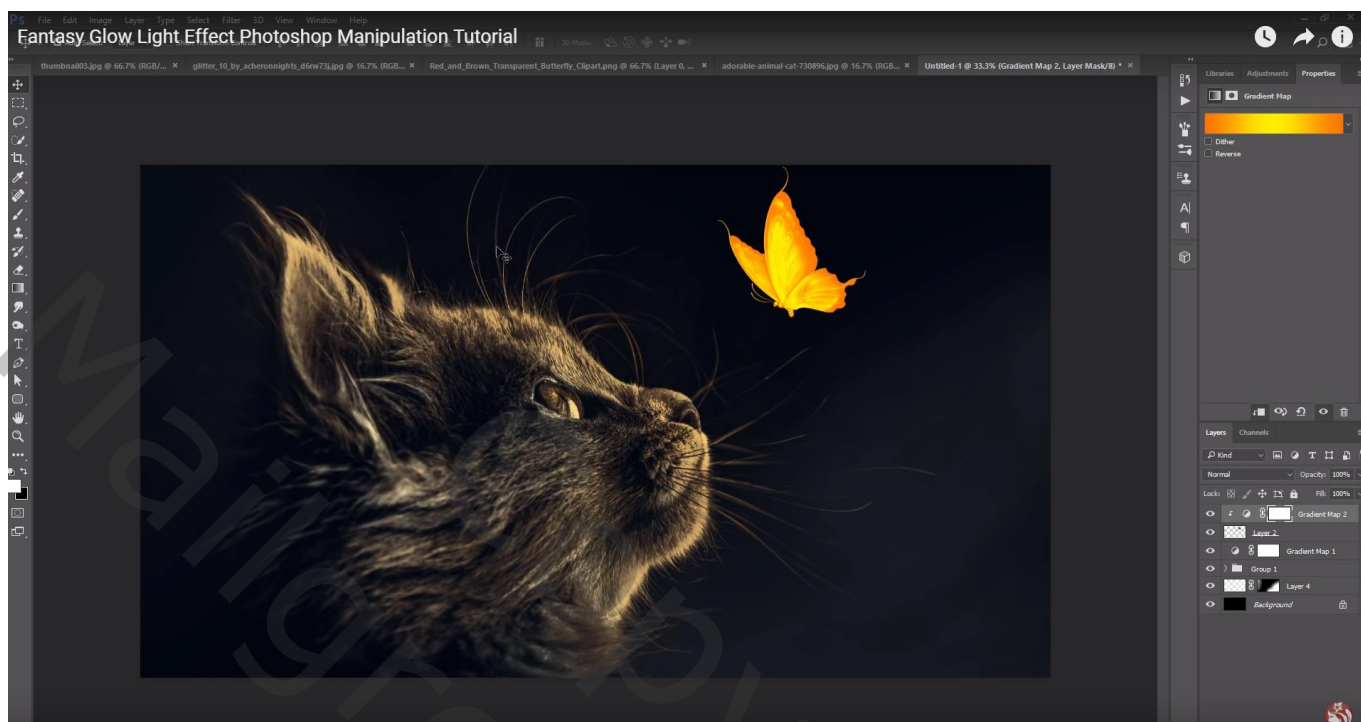 Ps File Edit Image Layer Type Select Filter 3D View Window Help
Fantasy Glow Light Effect Photoshop Manipulation Tutorial
3D Mode:
thumbnail03.jpg @ 66.7% (RGB/... × glitter_10_by_acheronnights_d6rw73j.jpg @ 16.7% (RGB... × Red_and_Brown_Transparent_Butterfly_Clipart.png @ 66.7% (Layer 0, ... × adorable-animal-cat-730896.jpg @ 16.7% (RGB... × Untitled-1 @ 33.3% (Gradient Map 2, Layer Mask/8) * ×
Libraries Adjustments Properties
Gradient Map
Dither
Reverse
Layers Channels
Kind
Normal Opacity: 100%
Lock: Fill: 100%
Gradient Map 2
Layer 2
Gradient Map 1
Group 1
Layer 4
Background